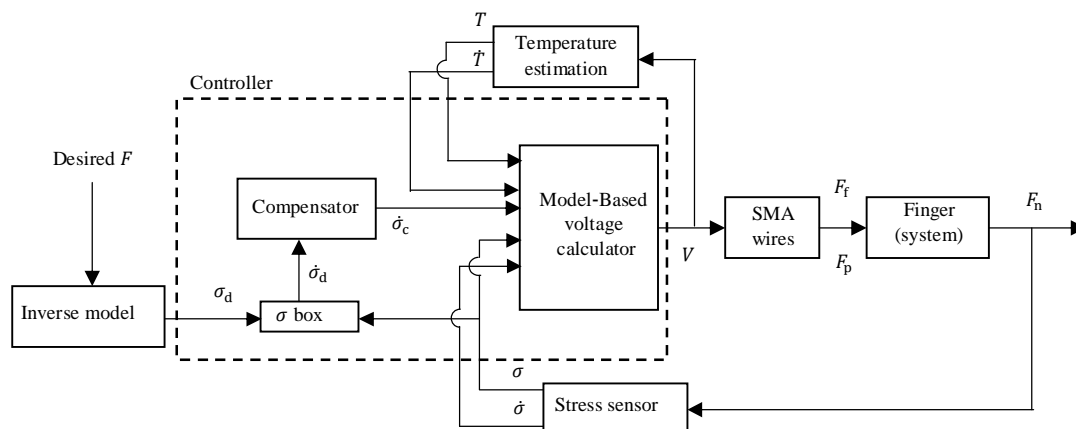 T
Ṫ
Temperature
estimation
Controller
Desired F
Compensator
σ̇c
Model-Based
voltage
calculator
V
SMA
wires
Ff
Fp
Finger
(system)
Fn
Inverse model
σd
σ̇d
σ box
σ
σ̇
Stress sensor